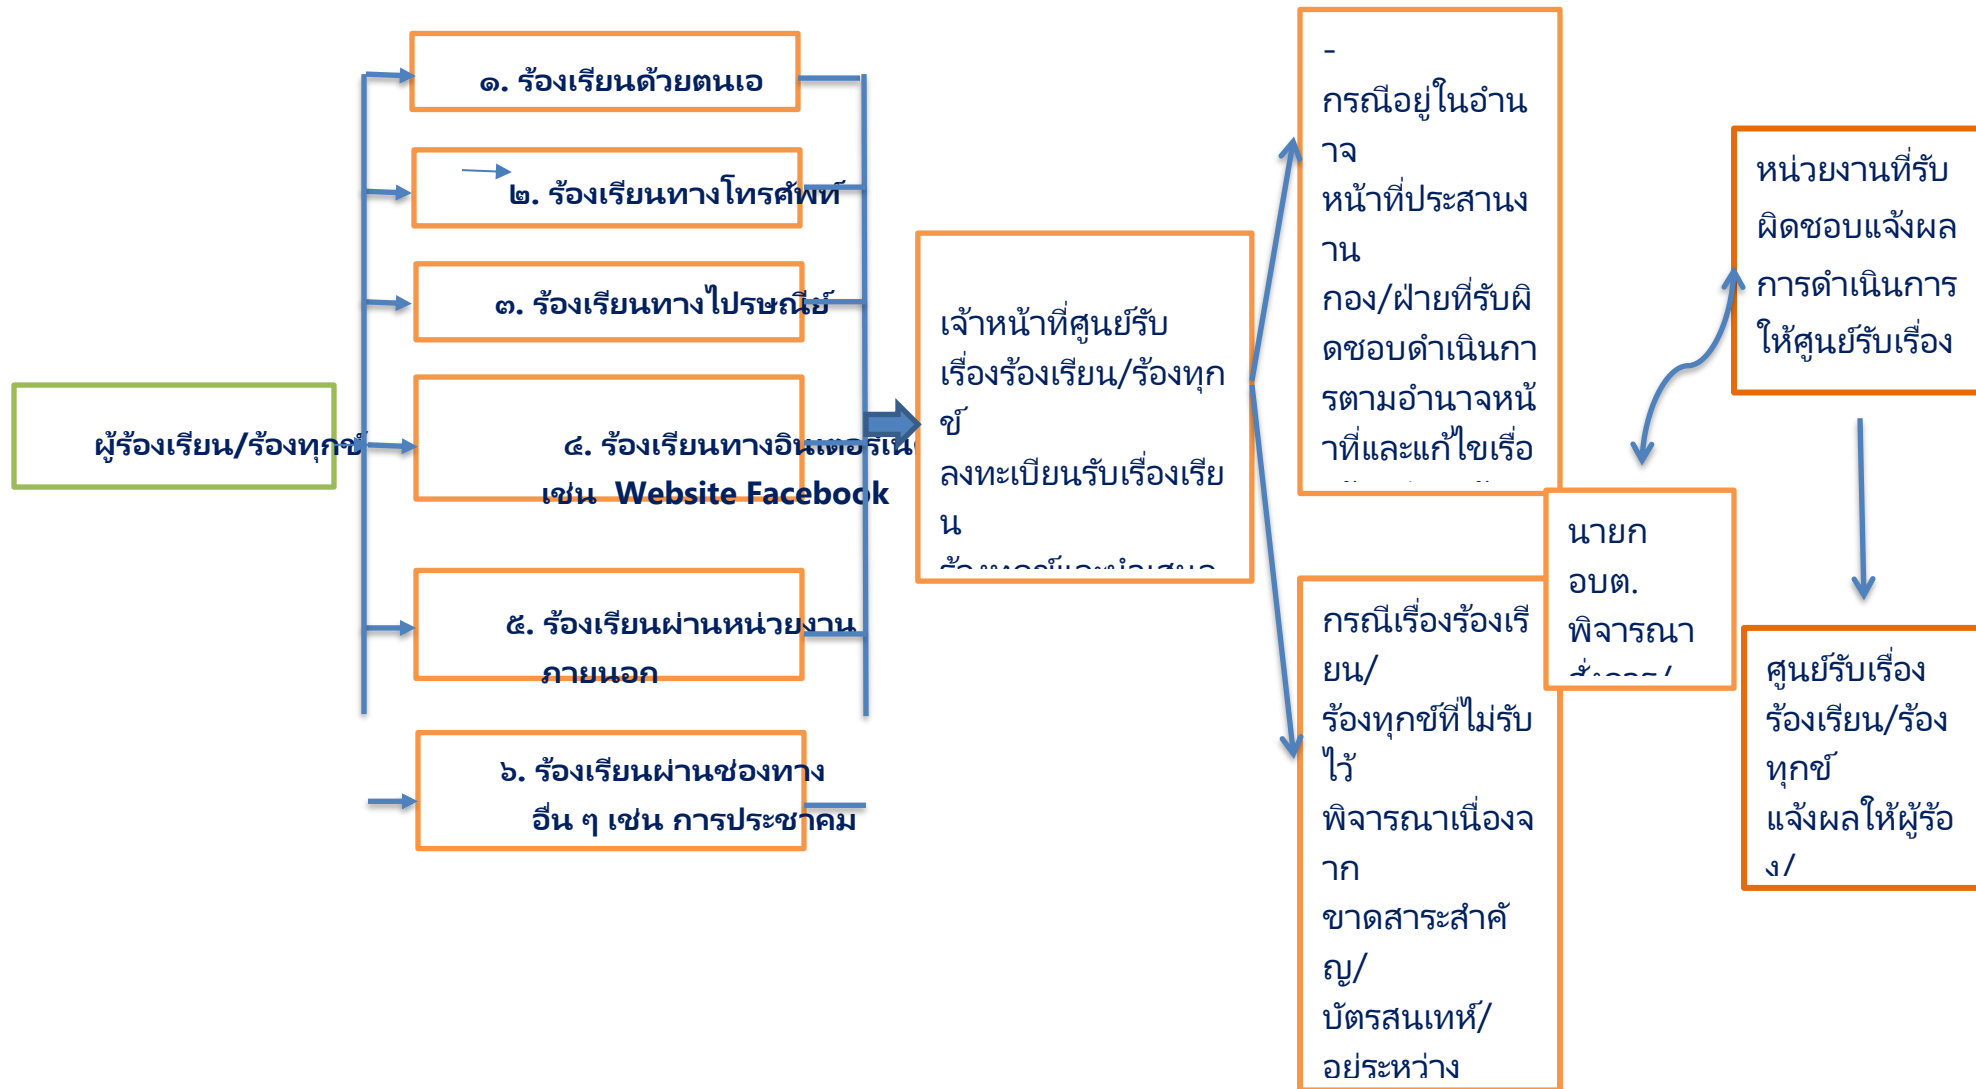 ผู้ร้องเรียน/ร้องทุกข์
๑. ร้องเรียนด้วยตนเอ
๒. ร้องเรียนทางโทรศัพท์
๓. ร้องเรียนทางไปรษณีย์
๔. ร้องเรียนทางอินเตอร์เน็ต
เช่น Website Facebook
๕. ร้องเรียนผ่านหน่วยงาน
ภายนอก
๖. ร้องเรียนผ่านช่องทาง
อื่น ๆ เช่น การประชาคม
เจ้าหน้าที่ศูนย์รับ
เรื่องร้องเรียน/ร้องทุก
ข์
ลงทะเบียนรับเรื่องเรีย
น
ร้องทุกข์และนำเสนอ
-
กรณีอยู่ในอำน
าจ
หน้าที่ประสานง
าน
กอง/ฝ่ายที่รับผิ
ดชอบดำเนินกา
รตามอำนาจหน้
าที่และแก้ไขเรื่อ
กรณีเรื่องร้องเรี
ยน/
ร้องทุกข์ที่ไม่รับ
ไว้
พิจารณาเนื่องจ
าก
ขาดสาระสำคั
ญ/
บัตรสนเทห์/
อยู่ระหว่าง
นายก
อบต.
พิจารณา
สั่งการ/
หน่วยงานที่รับ
ผิดชอบแจ้งผล
การดำเนินการ
ให้ศูนย์รับเรื่อง
ศูนย์รับเรื่อง
ร้องเรียน/ร้อง
ทุกข์
แจ้งผลให้ผู้ร้อ
ง/